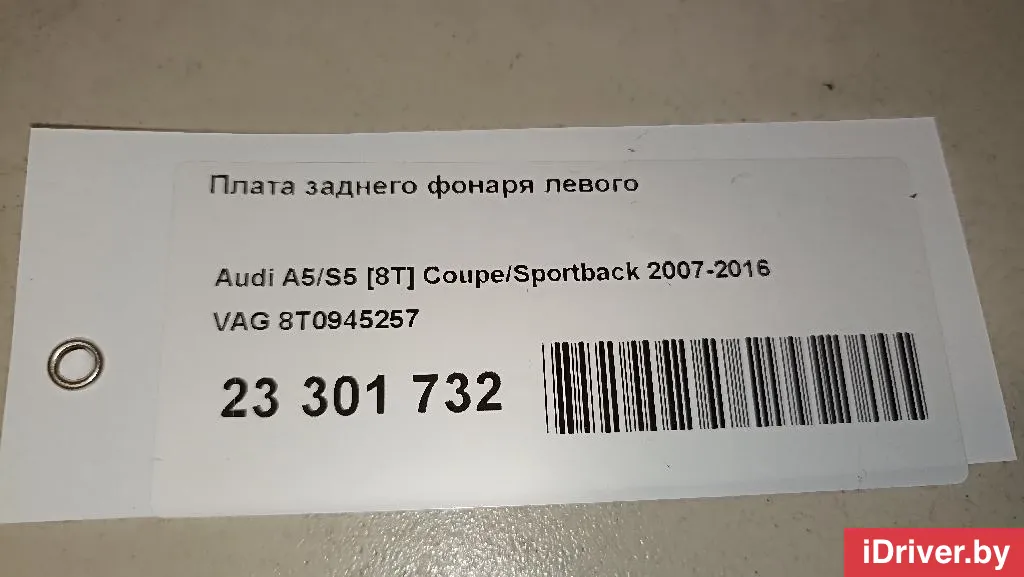 Плата заднего фонаря левого
Audi A5/S5 [8T] Coupe/Sportback 2007-2016
VAG 8T0945257
23 301 732
iDriver.by